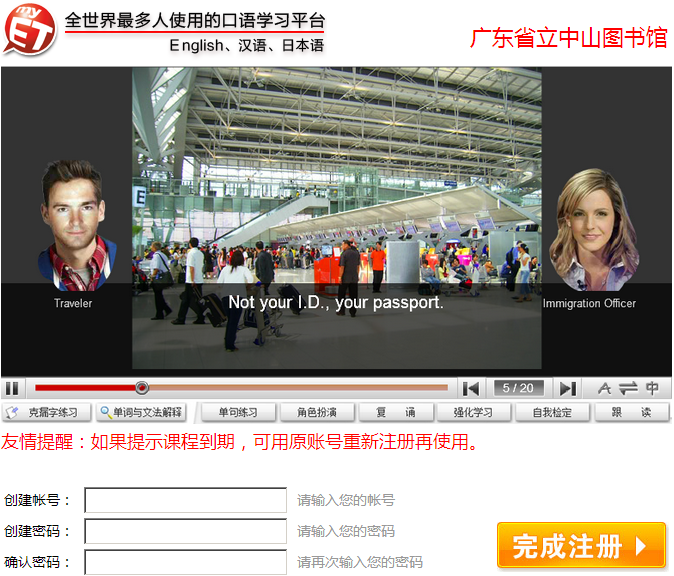 my
ET
全世界最多人使用的口语学习平台
English、汉语、日本语
广东省立中山图书馆
E
Traveler
Not your I.D., your passport.
Immigration Officer
5 / 20
A 中
克漏字练习 单词与文法解释 单句练习 角色扮演 复 诵 强化学习 自我检定 跟 读
友情提醒：如果提示课程到期，可用原账号重新注册再使用。
创建帐号： 请输入您的帐号
创建密码： 请输入您的密码
确认密码： 请再次输入您的密码
完成注册